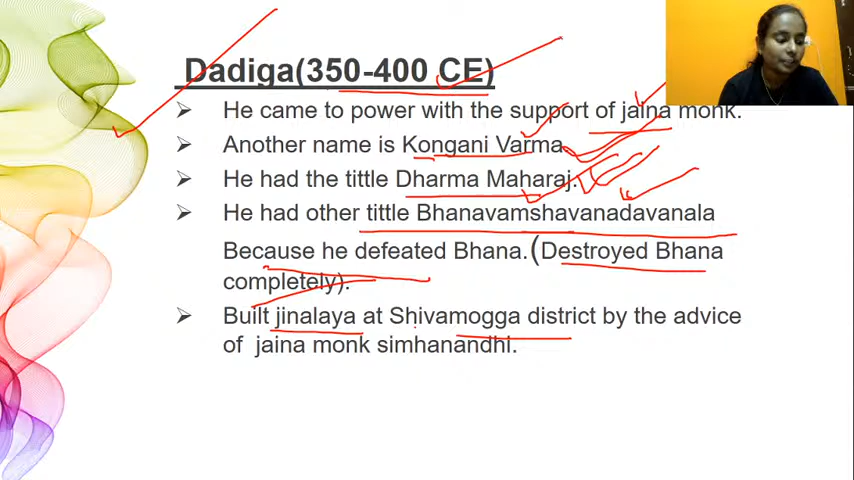 Dadiga(350-400 CE)
➤ He came to power with the support of jaina monk.
➤ Another name is Kongani Varma
➤ He had the tittle Dharma Maharaj.
➤ He had other tittle Bhanavamshavanadavanala
Because he defeated Bhana.(Destroyed Bhana
completely).
➤ Built jinalaya at Shivamogga district by the advice
of jaina monk simhanandhi.